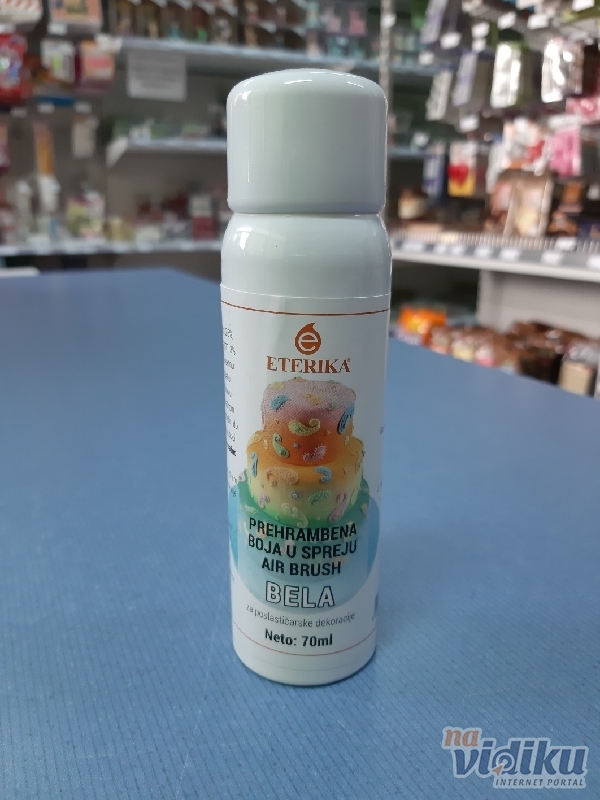 ETERIKA®
PREHRAMBENA
BOJA U SPREJU
AIR BRUSH
BELA
za poslastičarske dekoracije
Neto: 70ml
na
vidiku
INTERNET PORTAL